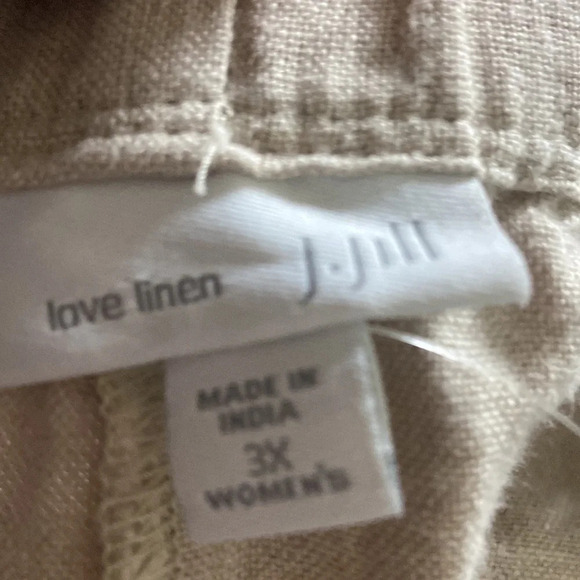 love linen J.Jill
MADE IN
INDIA
3X
WOMEN'S